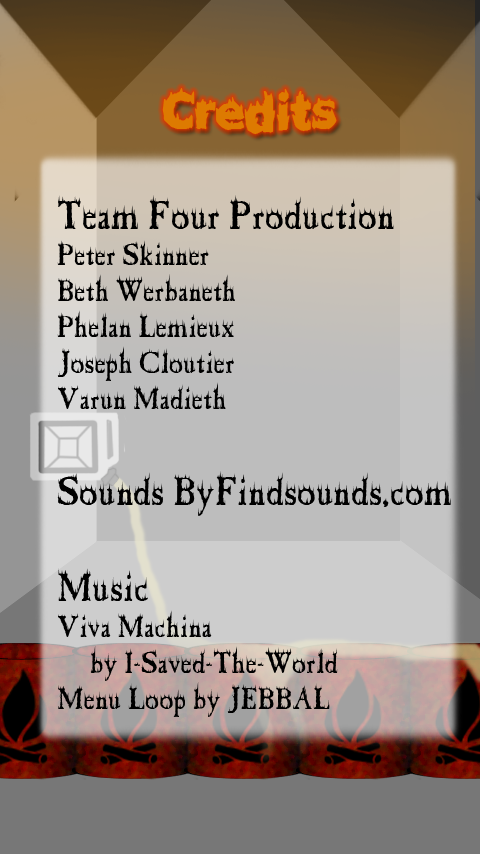 Credits
Team Four Production
Peter Skinner
Beth Werbaneth
Phelan Lemieux
Joseph Cloutier
Varun Madieth
Sounds ByFindsounds.com
Music
Viva Machina
by I-Saved-The-World
Menu Loop by JEBBAL